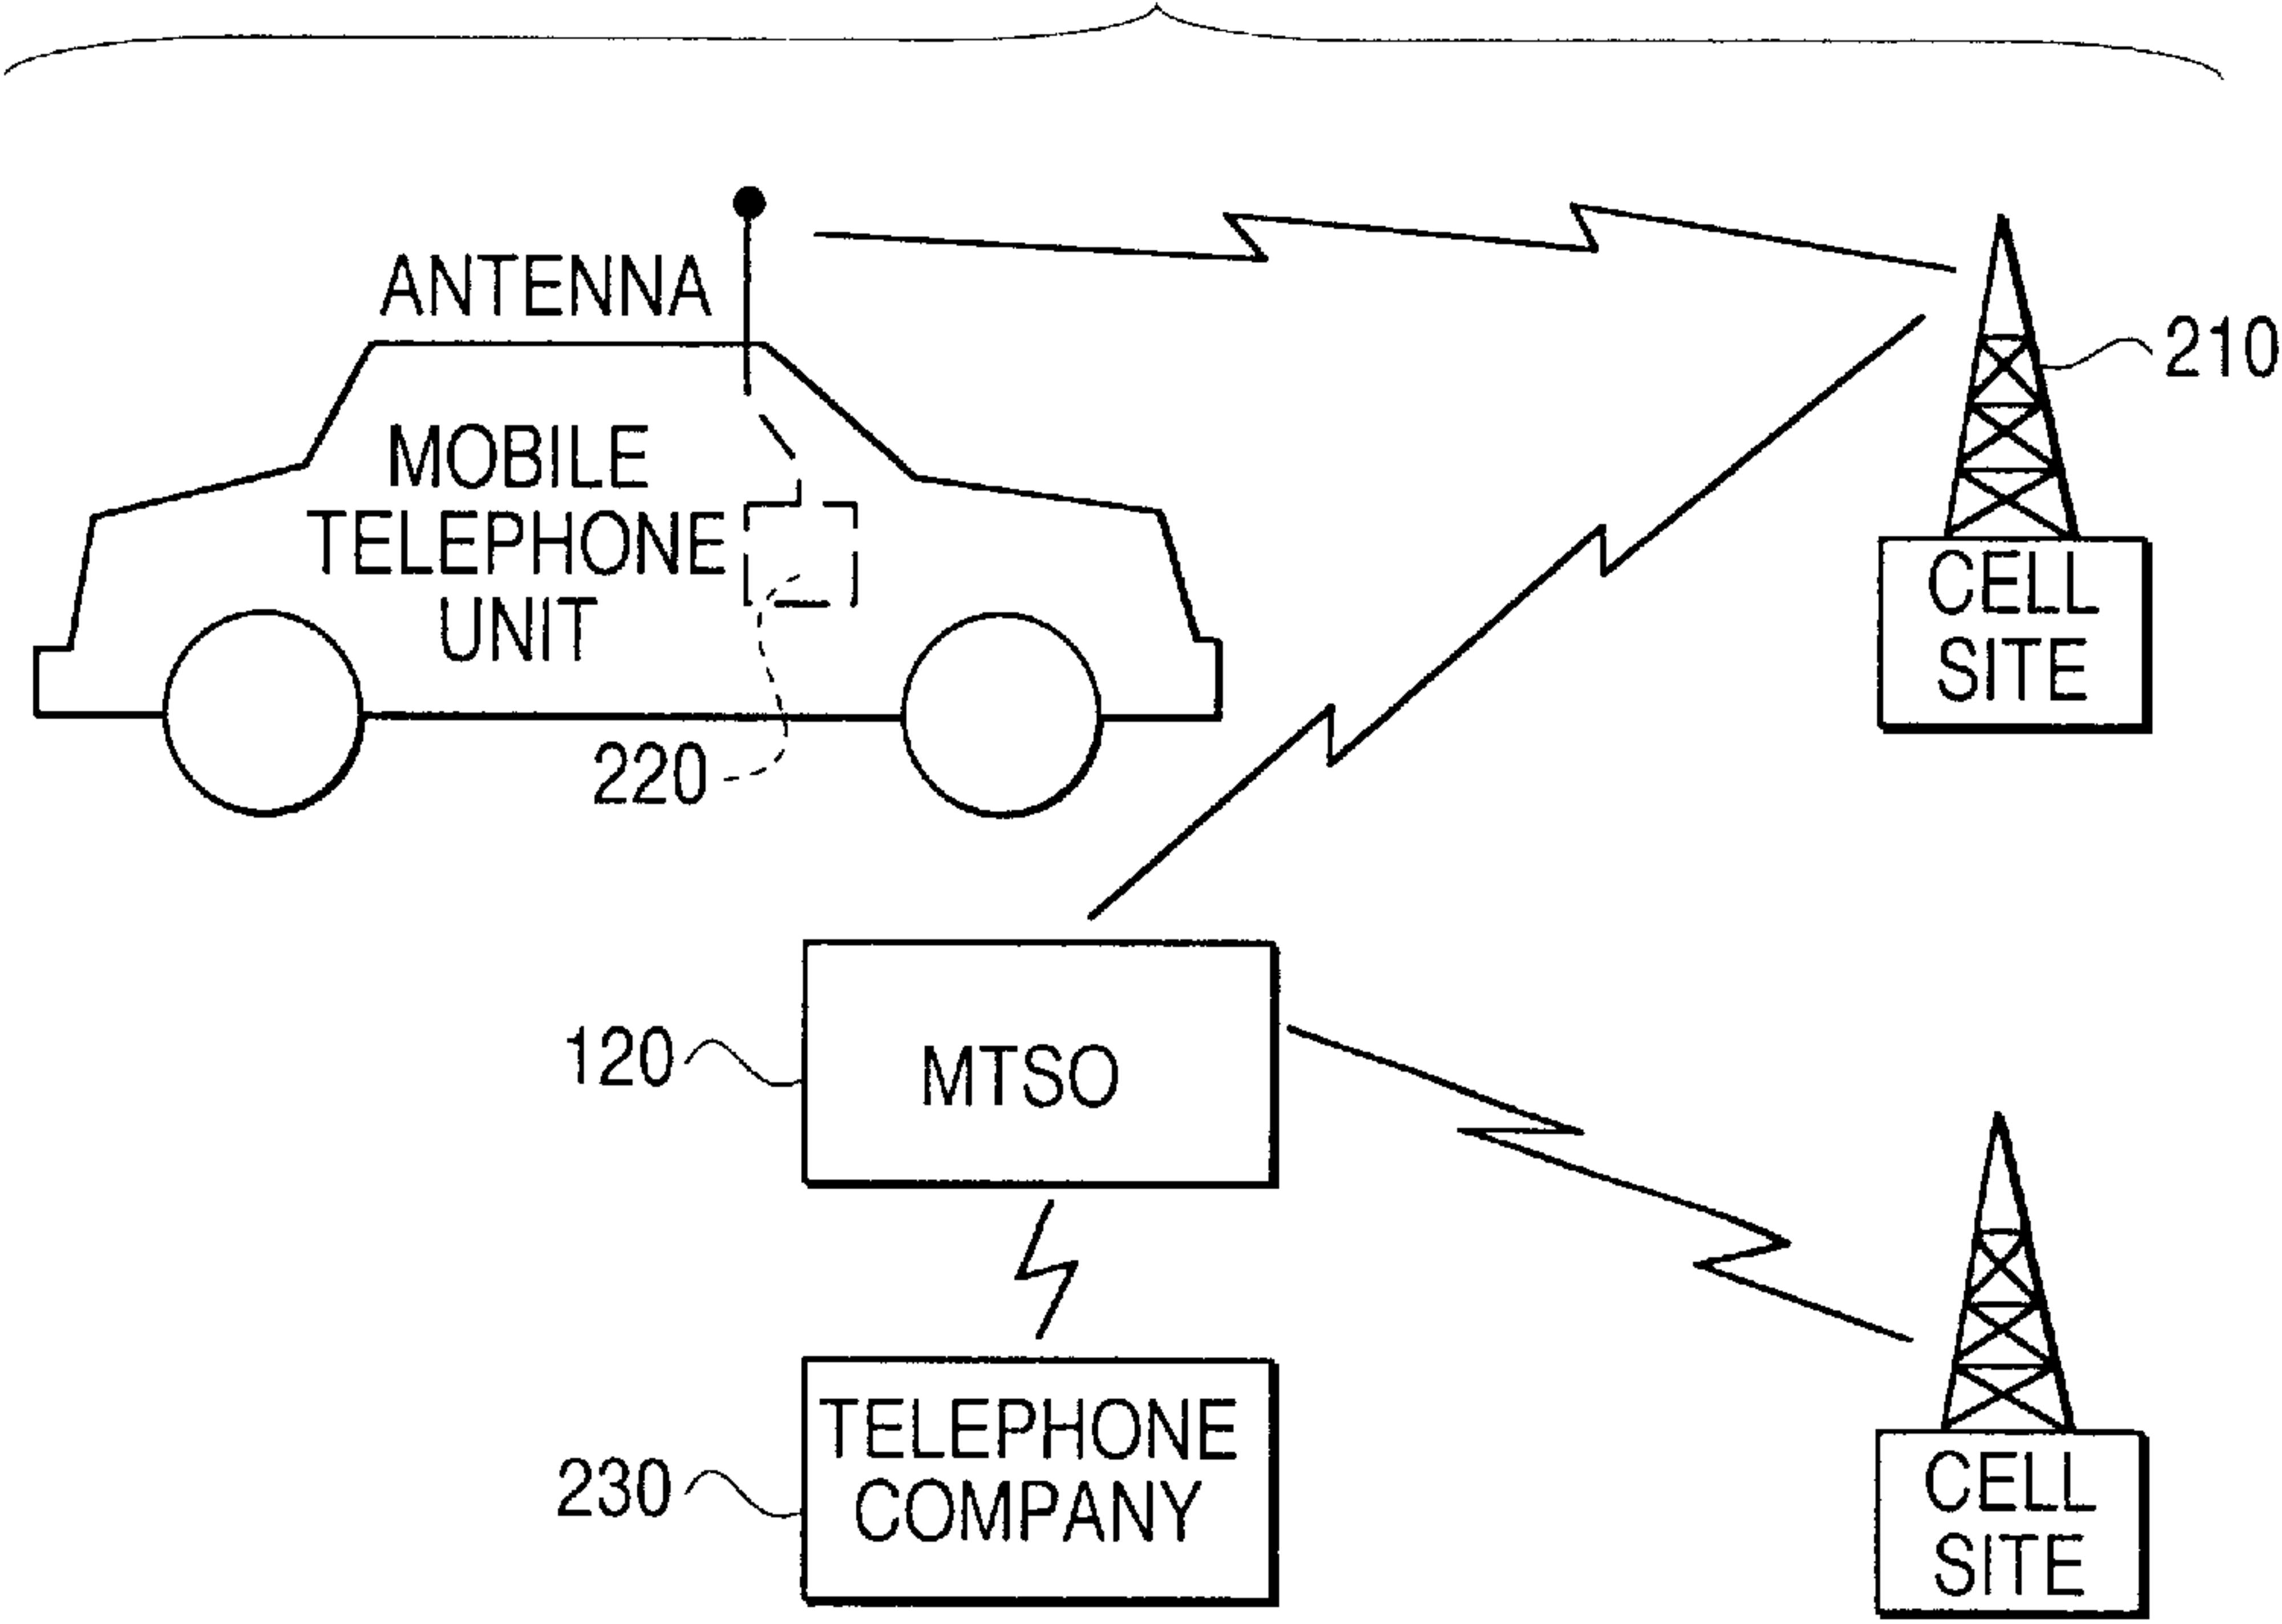 ANTENNA
210
MOBILE
TELEPHONE
UNIT
CELL
SITE
220
120
MTSO
TELEPHONE
COMPANY
230
CELL
SITE